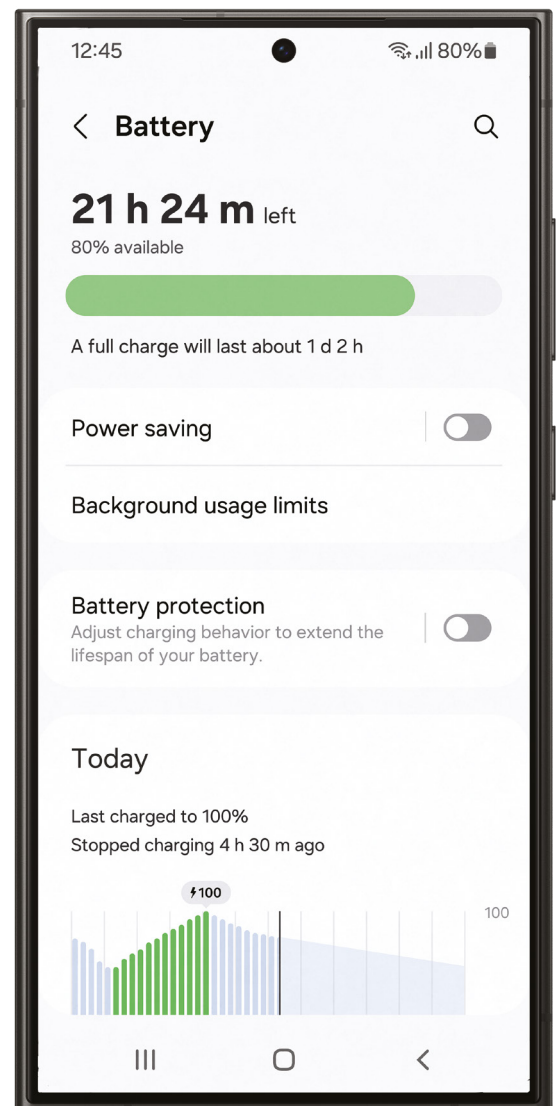 12:45 80%
Battery
21 h 24 m left
80% available
A full charge will last about 1 d 2 h
Power saving
Background usage limits
Battery protection
Adjust charging behavior to extend the
lifespan of your battery.
Today
Last charged to 100%
Stopped charging 4 h 30 m ago
100
100